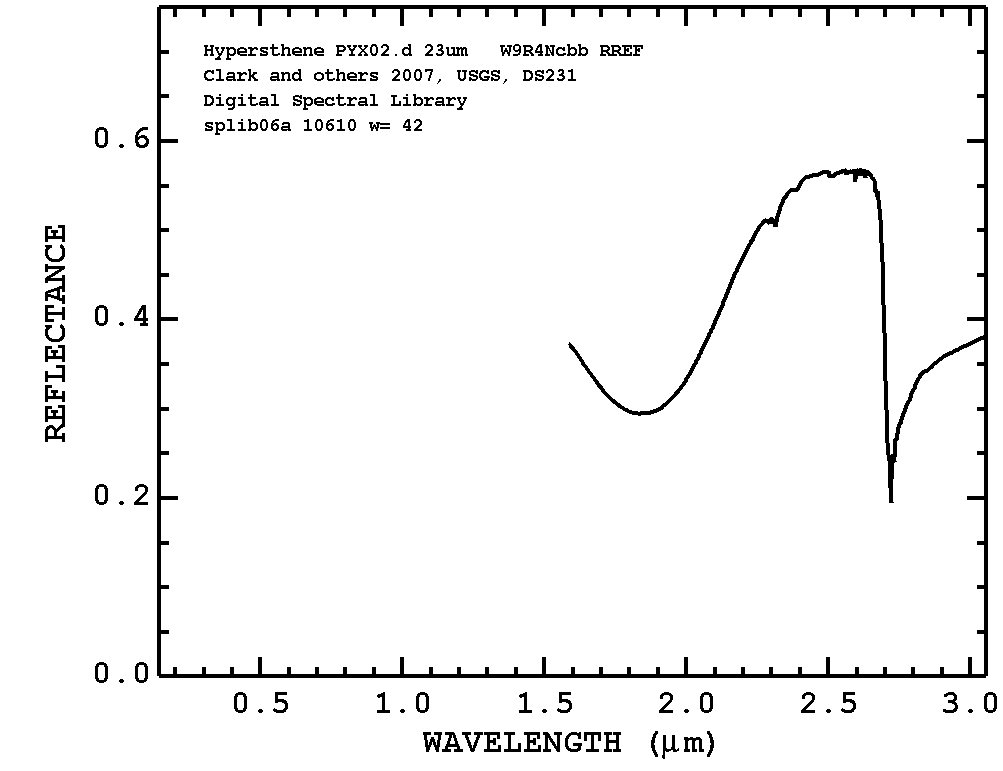 Hypersthene PYX02.d 23um W9R4Ncbb RREF
Clark and others 2007, USGS, DS231
Digital Spectral Library
splib06a 10610 w= 42
0.6
0.4
0.2
0.0
REFLECTANCE
0.5 1.0 1.5 2.0 2.5 3.0
WAVELENGTH (μm)